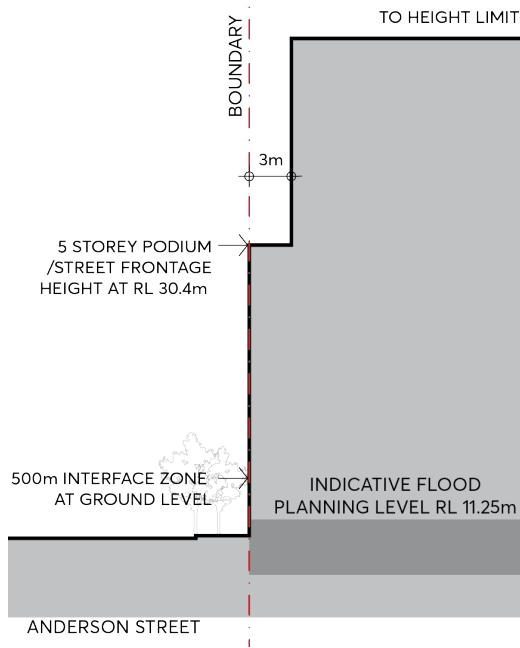 TO HEIGHT LIMIT
BOUNDARY
3m
5 STOREY PODIUM
/STREET FRONTAGE
HEIGHT AT RL 30.4m
500m INTERFACE ZONE
AT GROUND LEVEL
INDICATIVE FLOOD
PLANNING LEVEL RL 11.25m
ANDERSON STREET